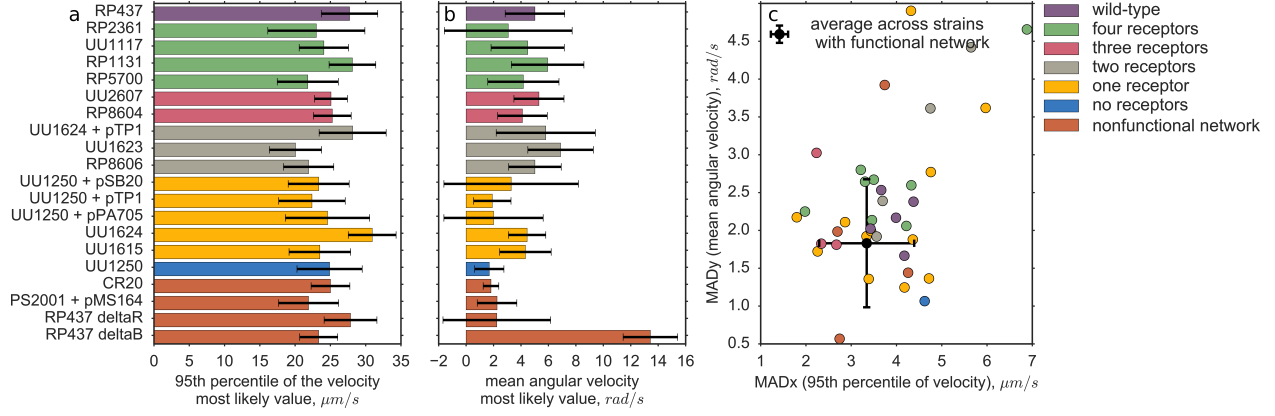 a
RP437
RP2361
UU1117
RP1131
RP5700
UU2607
RP8604
UU1624 + pTP1
UU1623
RP8606
UU1250 + pSB20
UU1250 + pTP1
UU1250 + pPA705
UU1624
UU1615
UU1250
CR20
PS2001 + pMS164
RP437 deltaR
RP437 deltaB
0 5 10 15 20 25 30 35
95th percentile of the velocity
most likely value, μm/s
b
−2 0 2 4 6 8 10 12 14 16
mean angular velocity
most likely value, rad/s
c
average across strains
with functional network
MADy (mean angular velocity), rad/s
4.5
4.0
3.5
3.0
2.5
2.0
1.5
1.0
0.5
1 2 3 4 5 6 7
MADx (95th percentile of velocity), μm/s
wild-type
four receptors
three receptors
two receptors
one receptor
no receptors
nonfunctional network